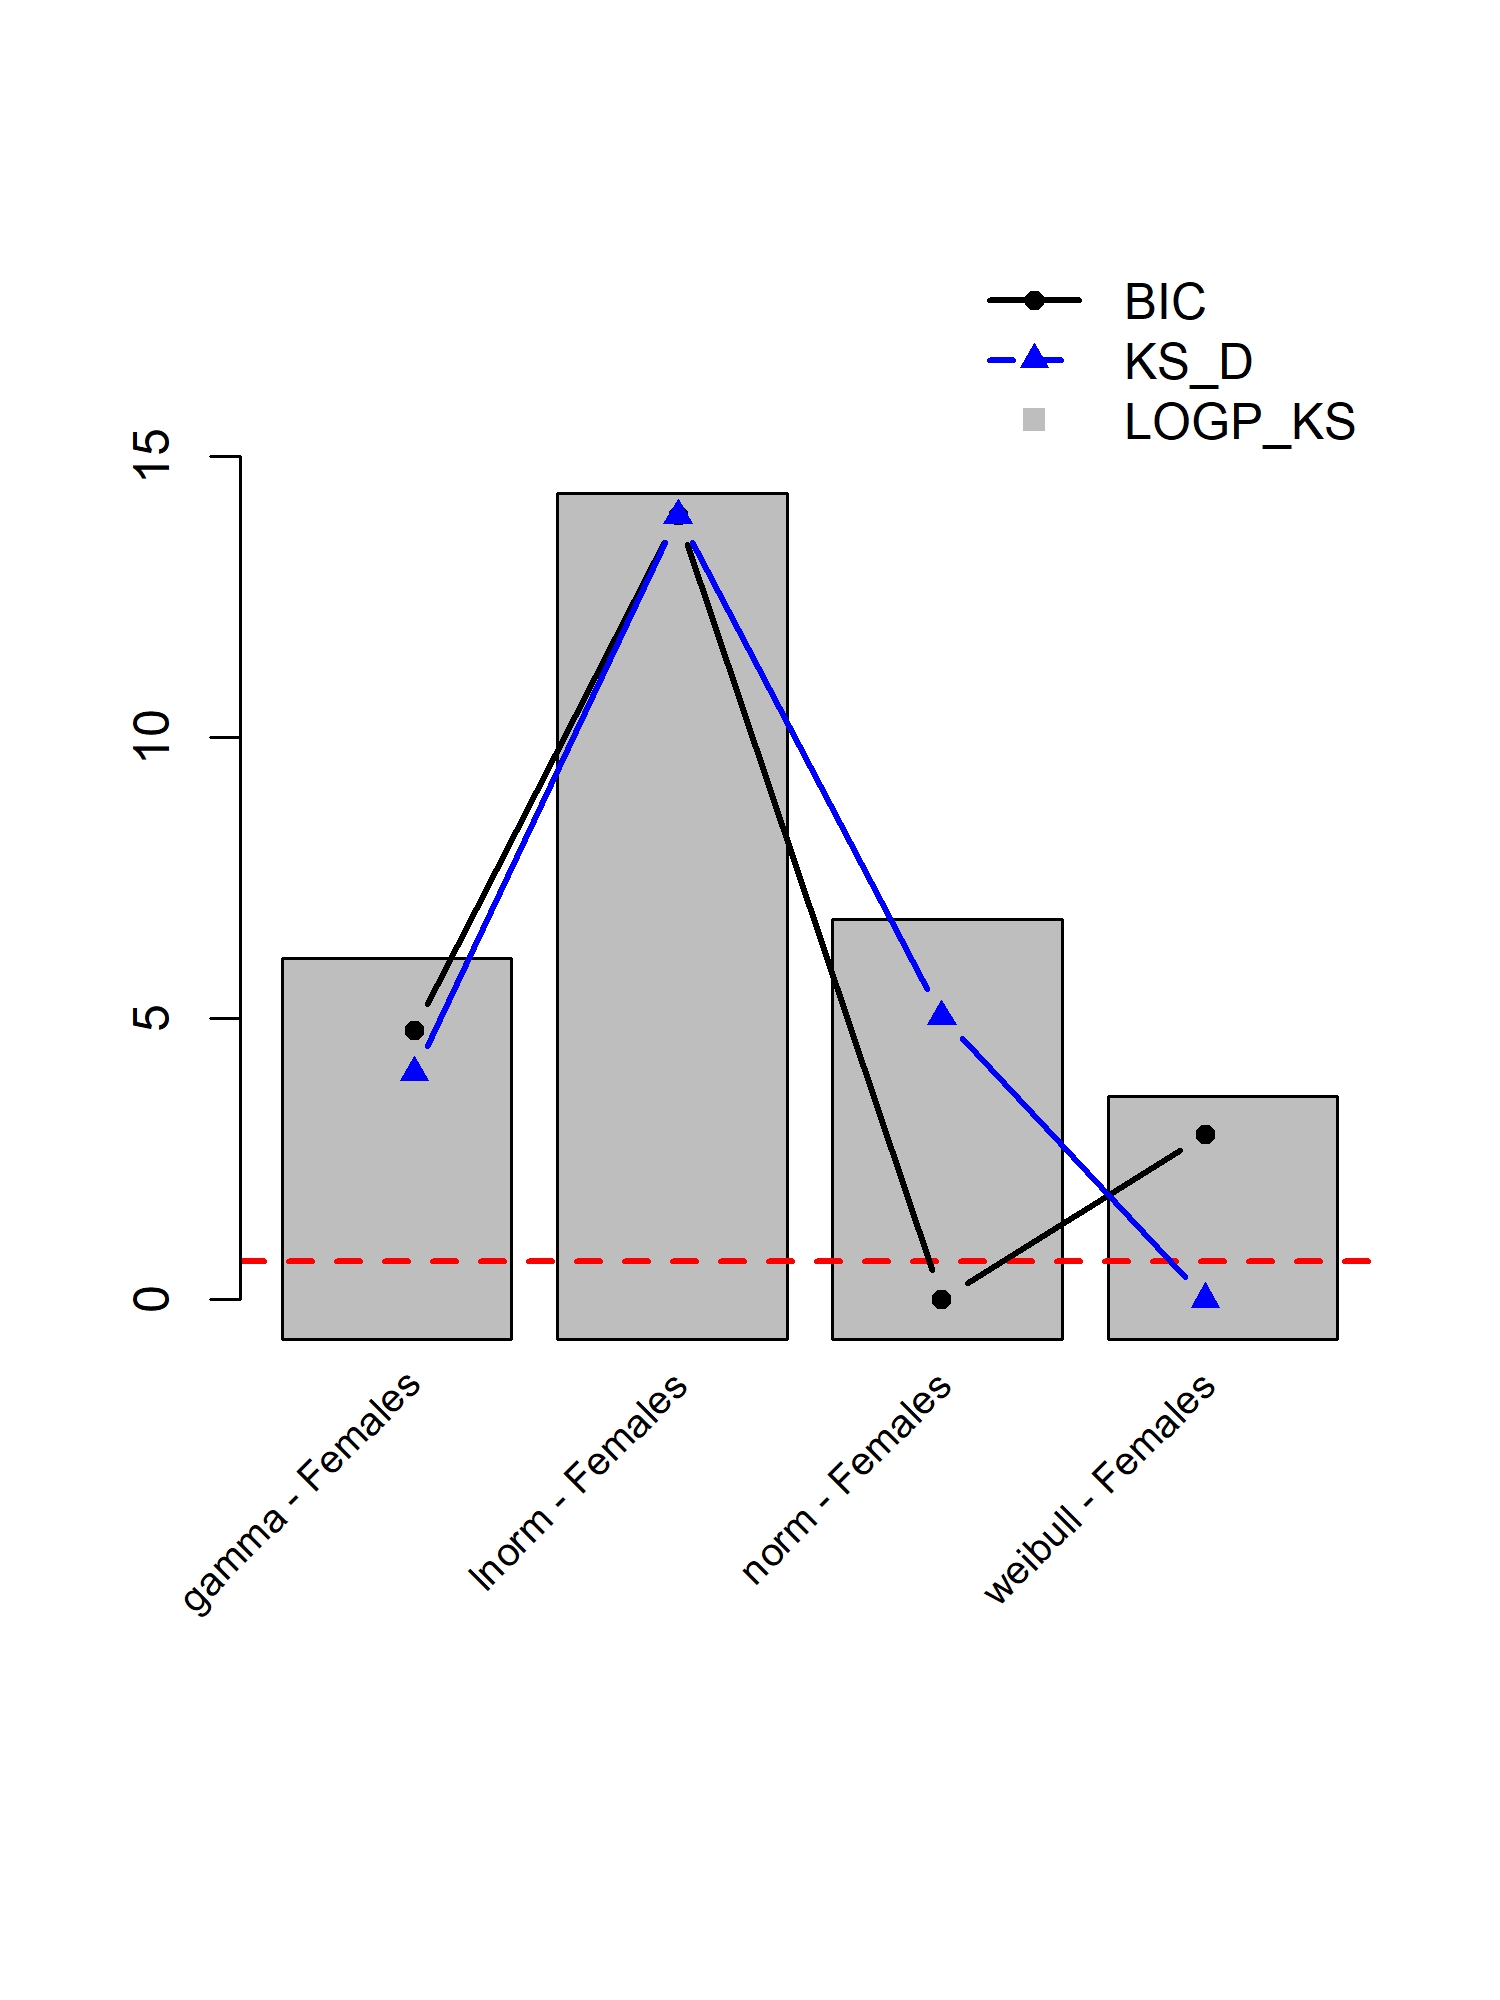 BIC
KS_D
LOGP_KS
15
10
5
0
gamma - Females
lnorm - Females
norm - Females
weibull - Females